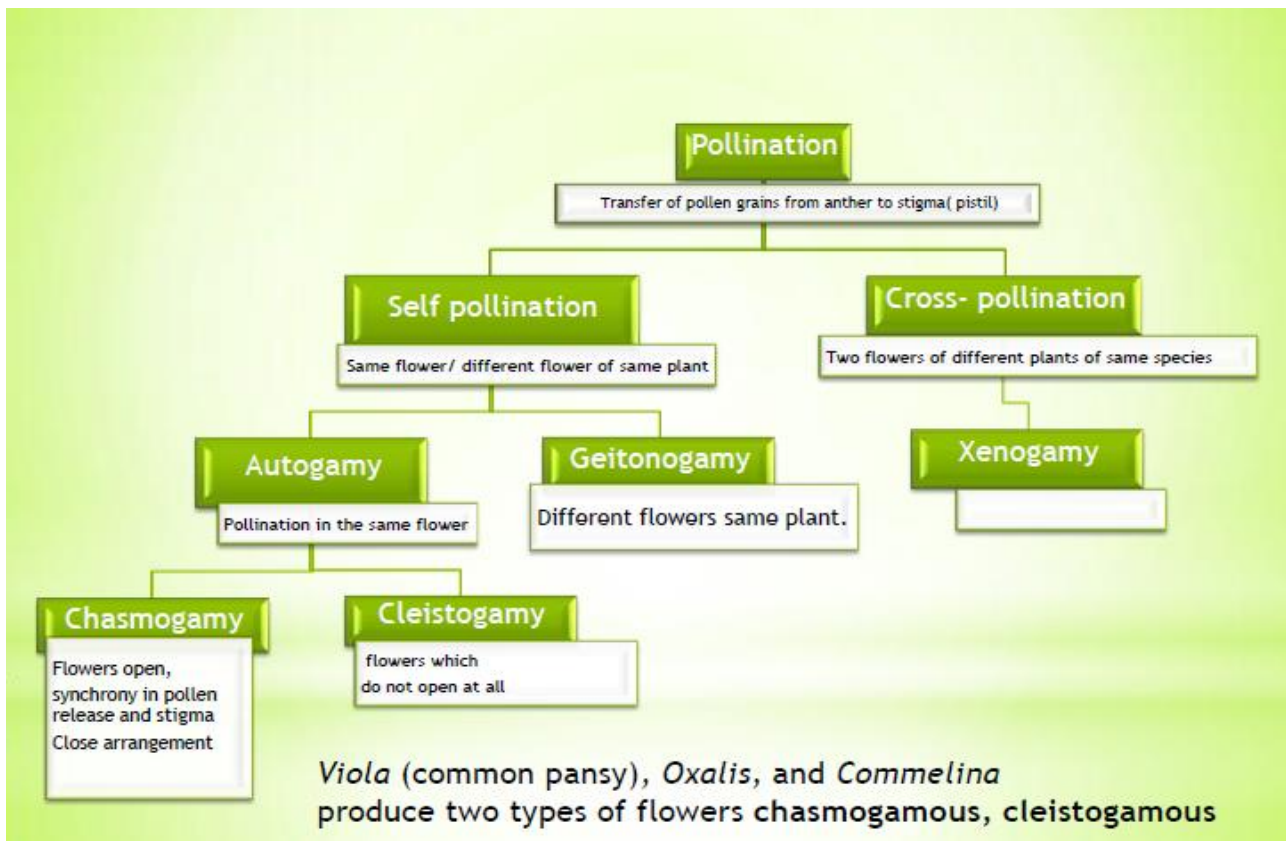 Pollination
Transfer of pollen grains from anther to stigma( pistil)
Self pollination
Same flower/ different flower of same plant
Cross- pollination
Two flowers of different plants of same species
Autogamy
Pollination in the same flower
Geitonogamy
Different flowers same plant.
Xenogamy
Chasmogamy
Flowers open,
synchrony in pollen
release and stigma
Close arrangement
Cleistogamy
flowers which
do not open at all
Viola (common pansy), Oxalis, and Commelina
produce two types of flowers chasmogamous, cleistogamous